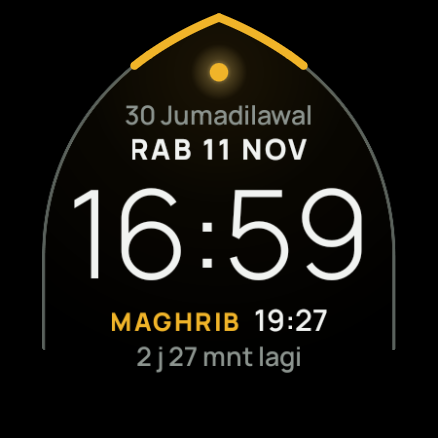 30 Jumadilawal
RAB 11 NOV
16:59
MAGHRIB 19:27
2 j 27 mnt lagi